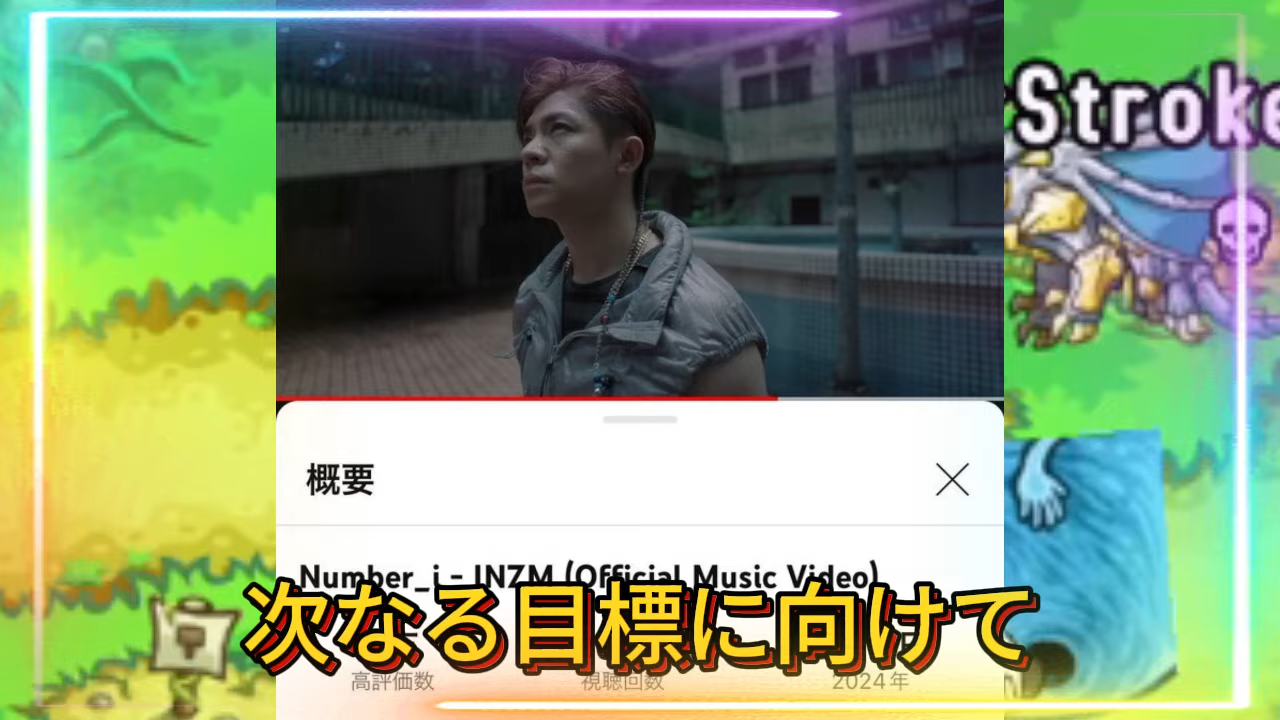 Stroke
概要
Number_i - INZM (Official Music Video)
次なる目標に向けて
高評価数
視聴回数
2024年